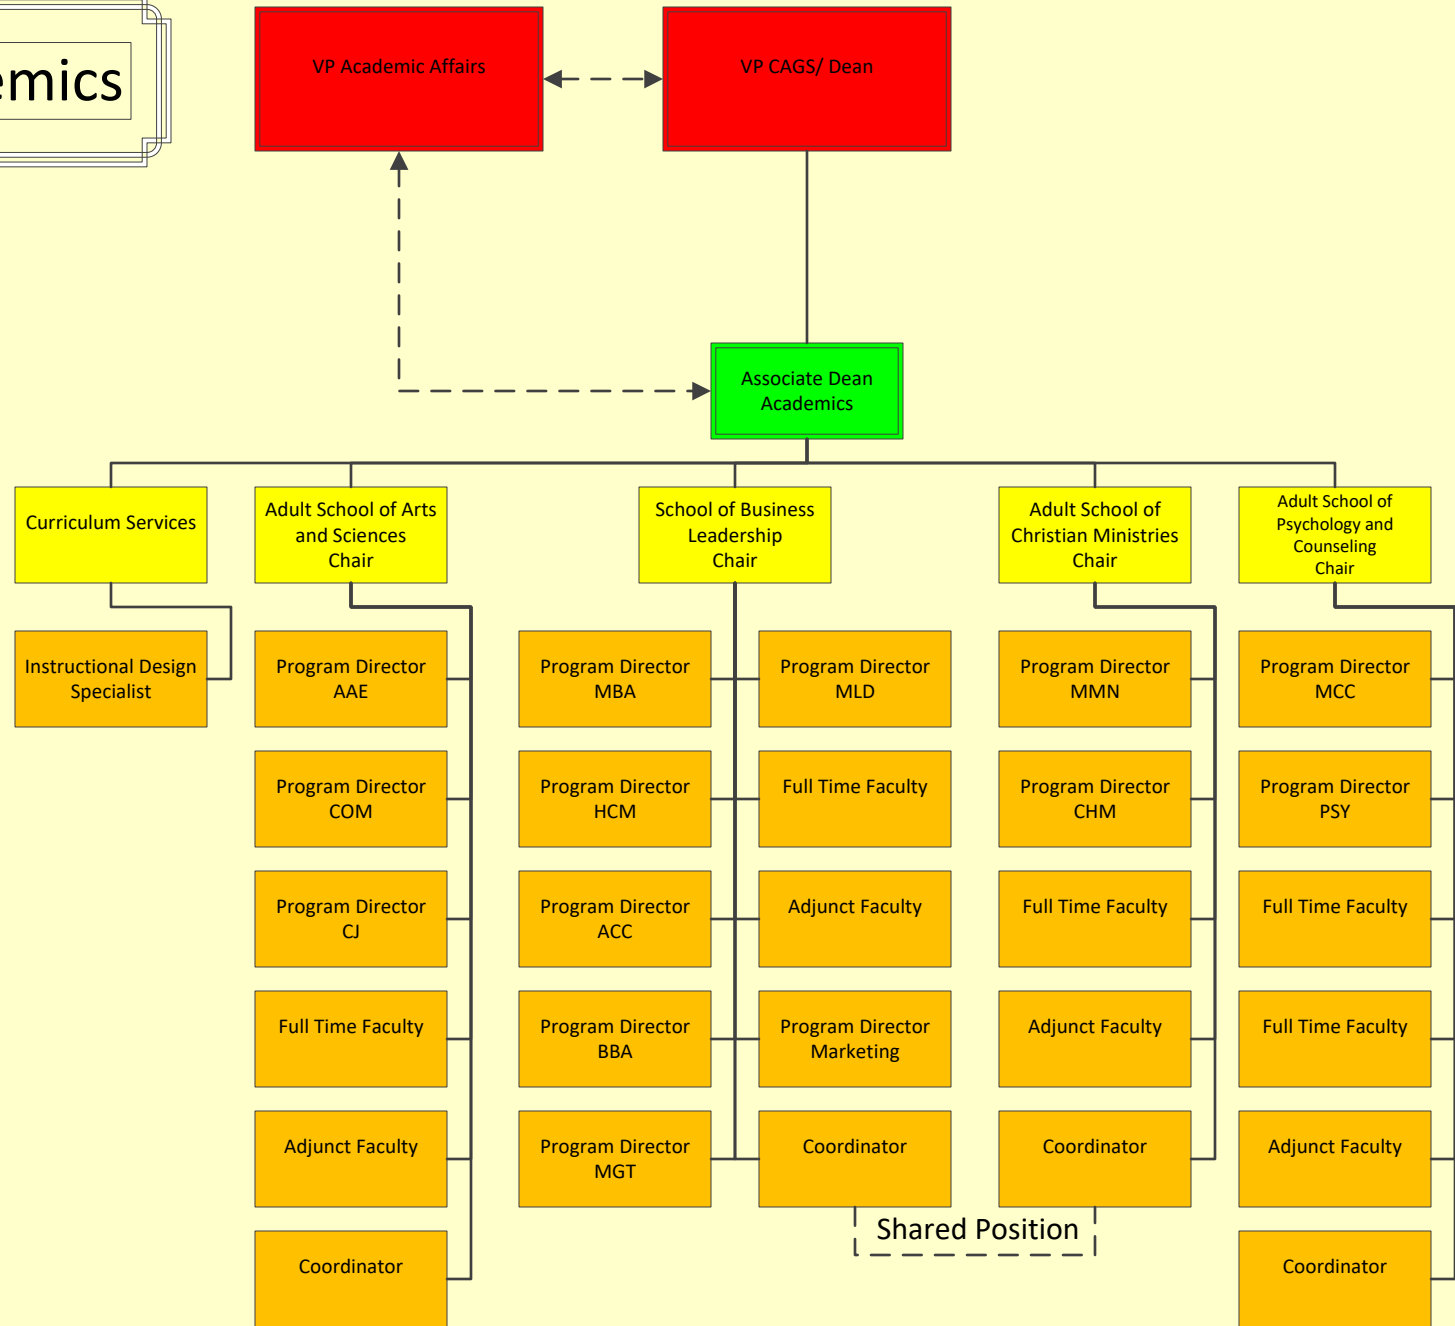 emics
VP Academic Affairs
VP CAGS/ Dean
Associate Dean
Academics
Curriculum Services
Adult School of Arts
and Sciences
Chair
School of Business
Leadership
Chair
Adult School of
Christian Ministries
Chair
Adult School of
Psychology and
Counseling
Chair
Instructional Design
Specialist
Program Director
AAE
Program Director
MBA
Program Director
MLD
Program Director
MMN
Program Director
MCC
Program Director
COM
Program Director
HCM
Full Time Faculty
Program Director
CHM
Program Director
PSY
Program Director
CJ
Program Director
ACC
Adjunct Faculty
Full Time Faculty
Full Time Faculty
Full Time Faculty
Program Director
BBA
Program Director
Marketing
Adjunct Faculty
Full Time Faculty
Adjunct Faculty
Program Director
MGT
Coordinator
Coordinator
Adjunct Faculty
Shared Position
Coordinator
Coordinator